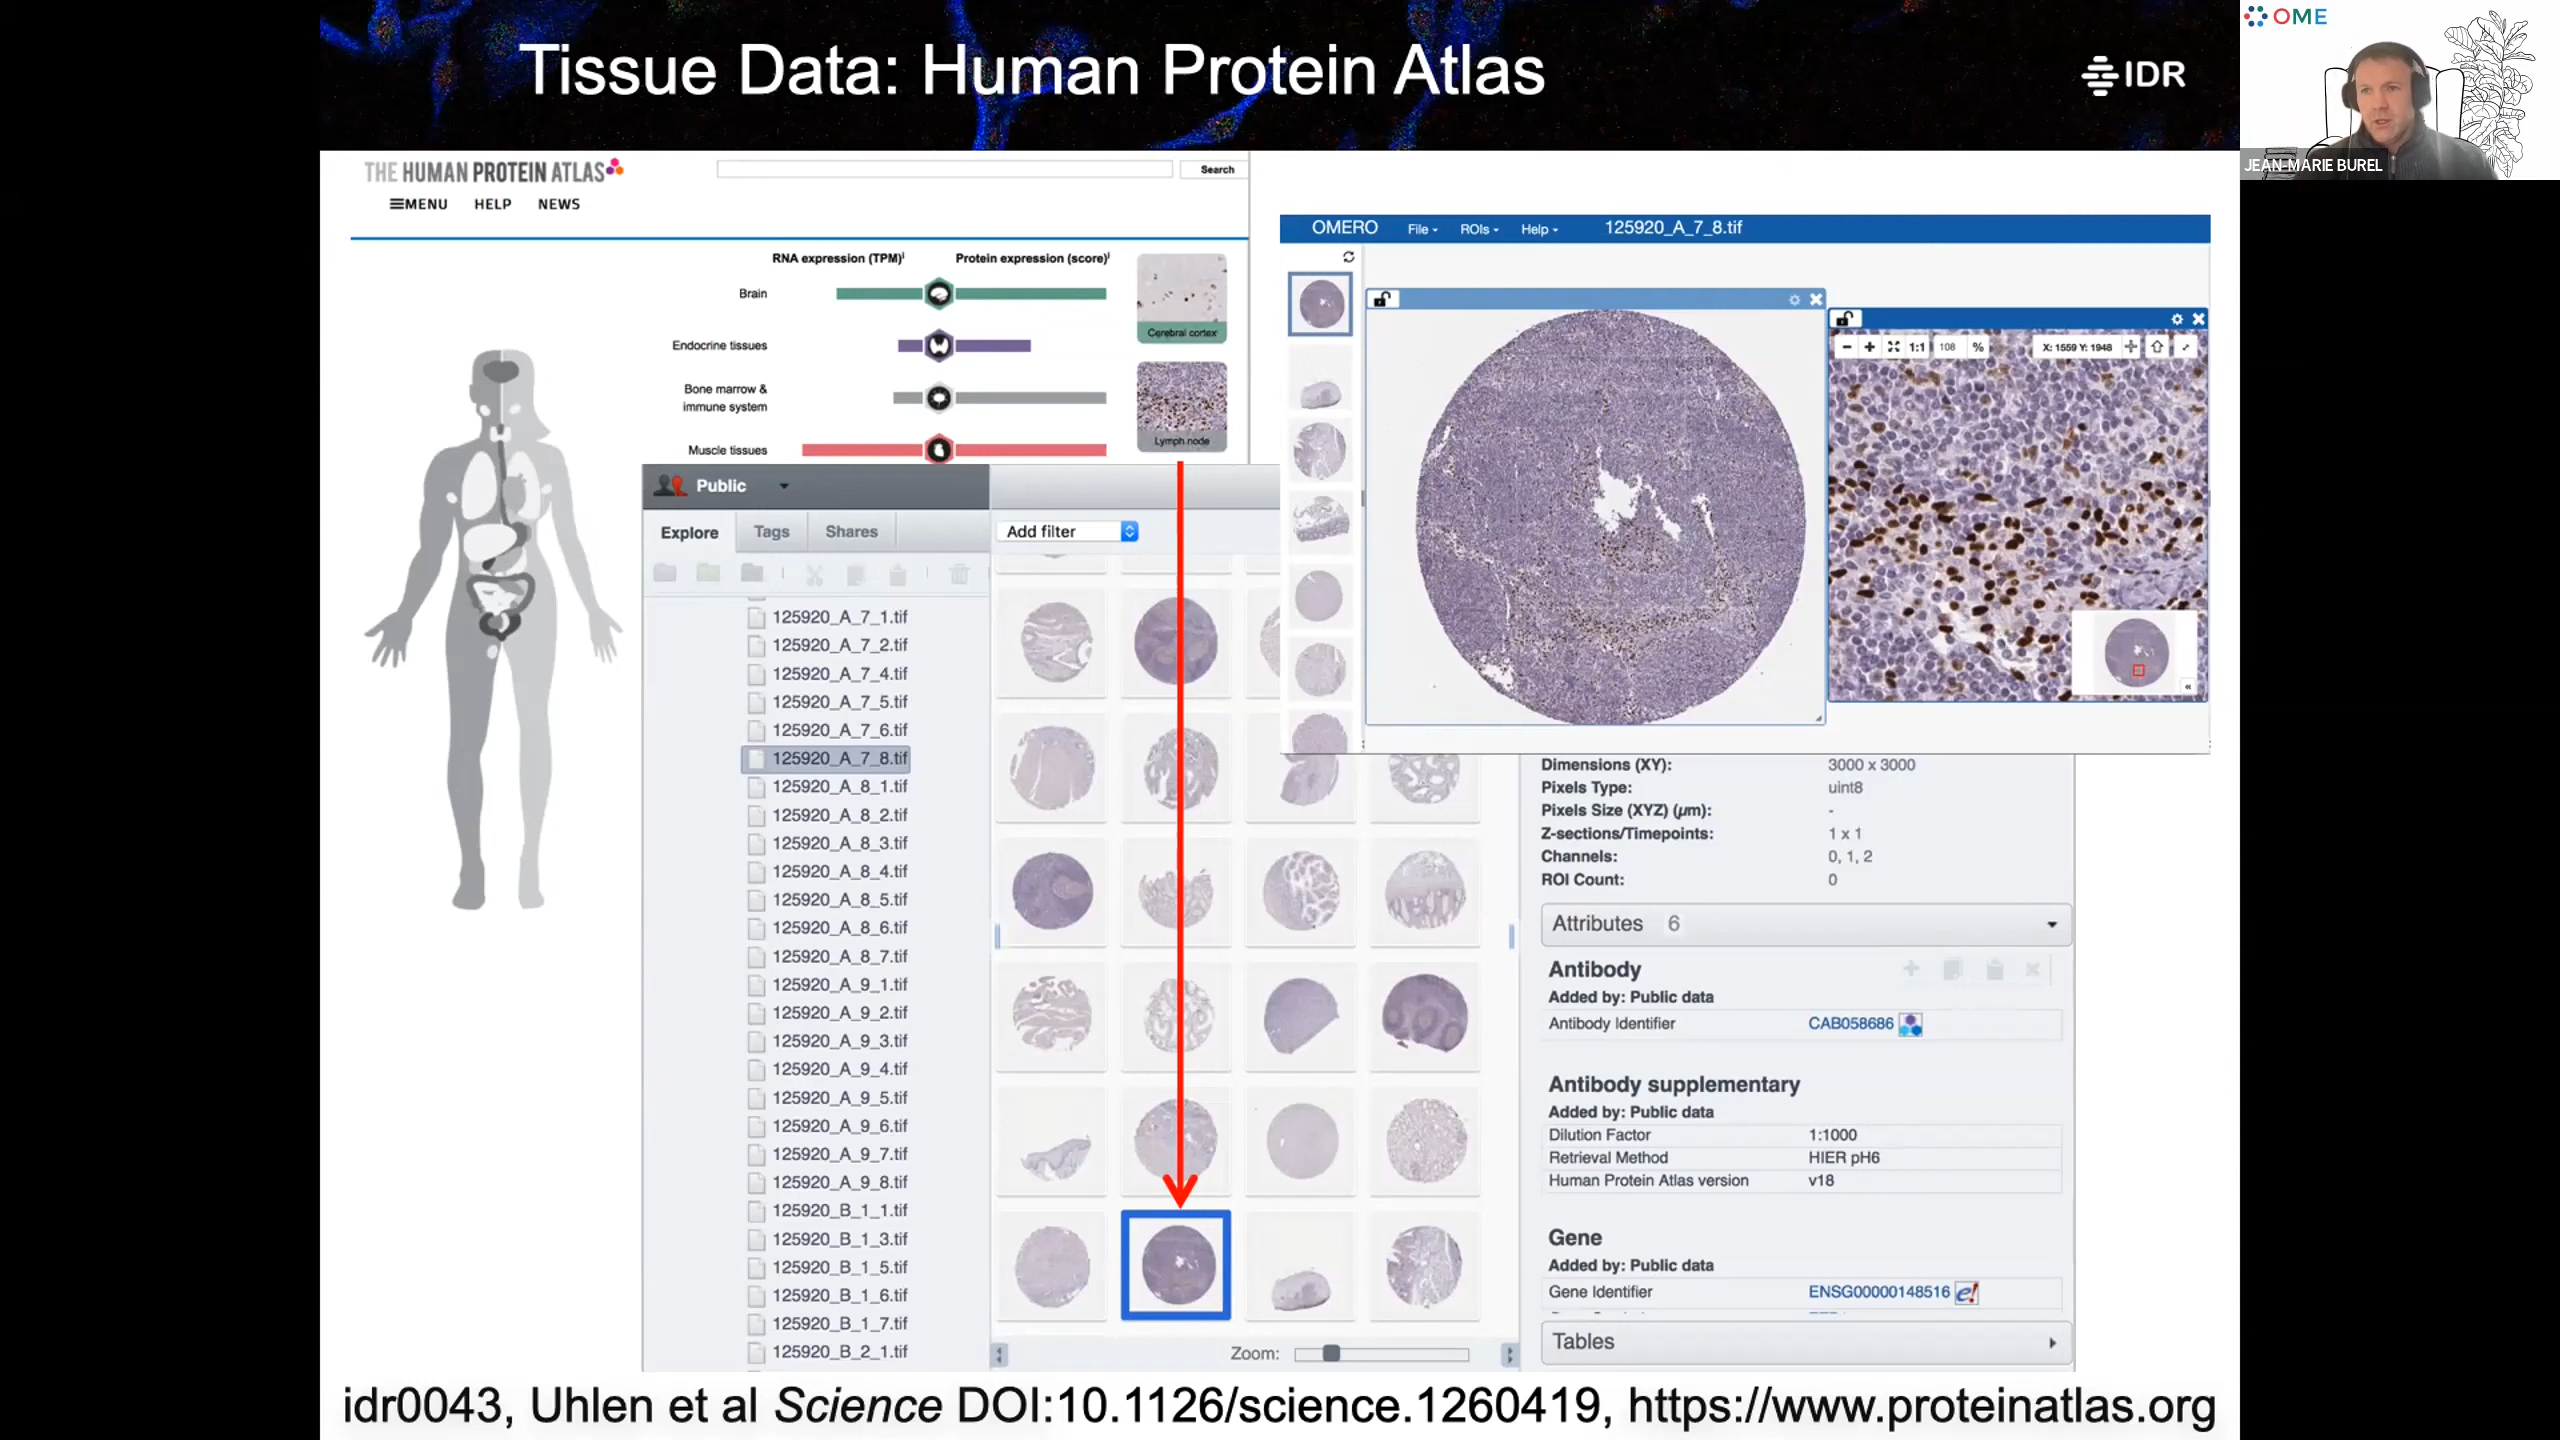 Tissue Data: Human Protein Atlas
IDR
OME
JEAN-MARIE BUREL
THE HUMAN PROTEIN ATLAS
Search
MENU HELP NEWS
RNA expression (TPM)i Protein expression (score)i
Brain
Cerebral cortex
Endocrine tissues
Bone marrow &
immune system
Lymph node
Muscle tissues
OMERO File ROIs Help 125920_A_7_8.tif
1:1 108 % X: 1559 Y: 1948
Public
Explore Tags Shares
Add filter
125920_A_7_1.tif
125920_A_7_2.tif
125920_A_7_4.tif
125920_A_7_5.tif
125920_A_7_6.tif
125920_A_7_8.tif
125920_A_8_1.tif
125920_A_8_2.tif
125920_A_8_3.tif
125920_A_8_4.tif
125920_A_8_5.tif
125920_A_8_6.tif
125920_A_8_7.tif
125920_A_9_1.tif
125920_A_9_2.tif
125920_A_9_3.tif
125920_A_9_4.tif
125920_A_9_5.tif
125920_A_9_6.tif
125920_A_9_7.tif
125920_A_9_8.tif
125920_B_1_1.tif
125920_B_1_3.tif
125920_B_1_5.tif
125920_B_1_6.tif
125920_B_1_7.tif
125920_B_2_1.tif
Zoom:
Dimensions (XY): 3000 x 3000
Pixels Type: uint8
Pixels Size (XYZ) (µm): -
Z-sections/Timepoints: 1 x 1
Channels: 0, 1, 2
ROI Count: 0
Attributes 6
Antibody
Added by: Public data
Antibody Identifier CAB058686
Antibody supplementary
Added by: Public data
Dilution Factor 1:1000
Retrieval Method HIER pH6
Human Protein Atlas version v18
Gene
Added by: Public data
Gene Identifier ENSG00000148516 e!
Tables
idr0043, Uhlen et al Science DOI:10.1126/science.1260419, https://www.proteinatlas.org